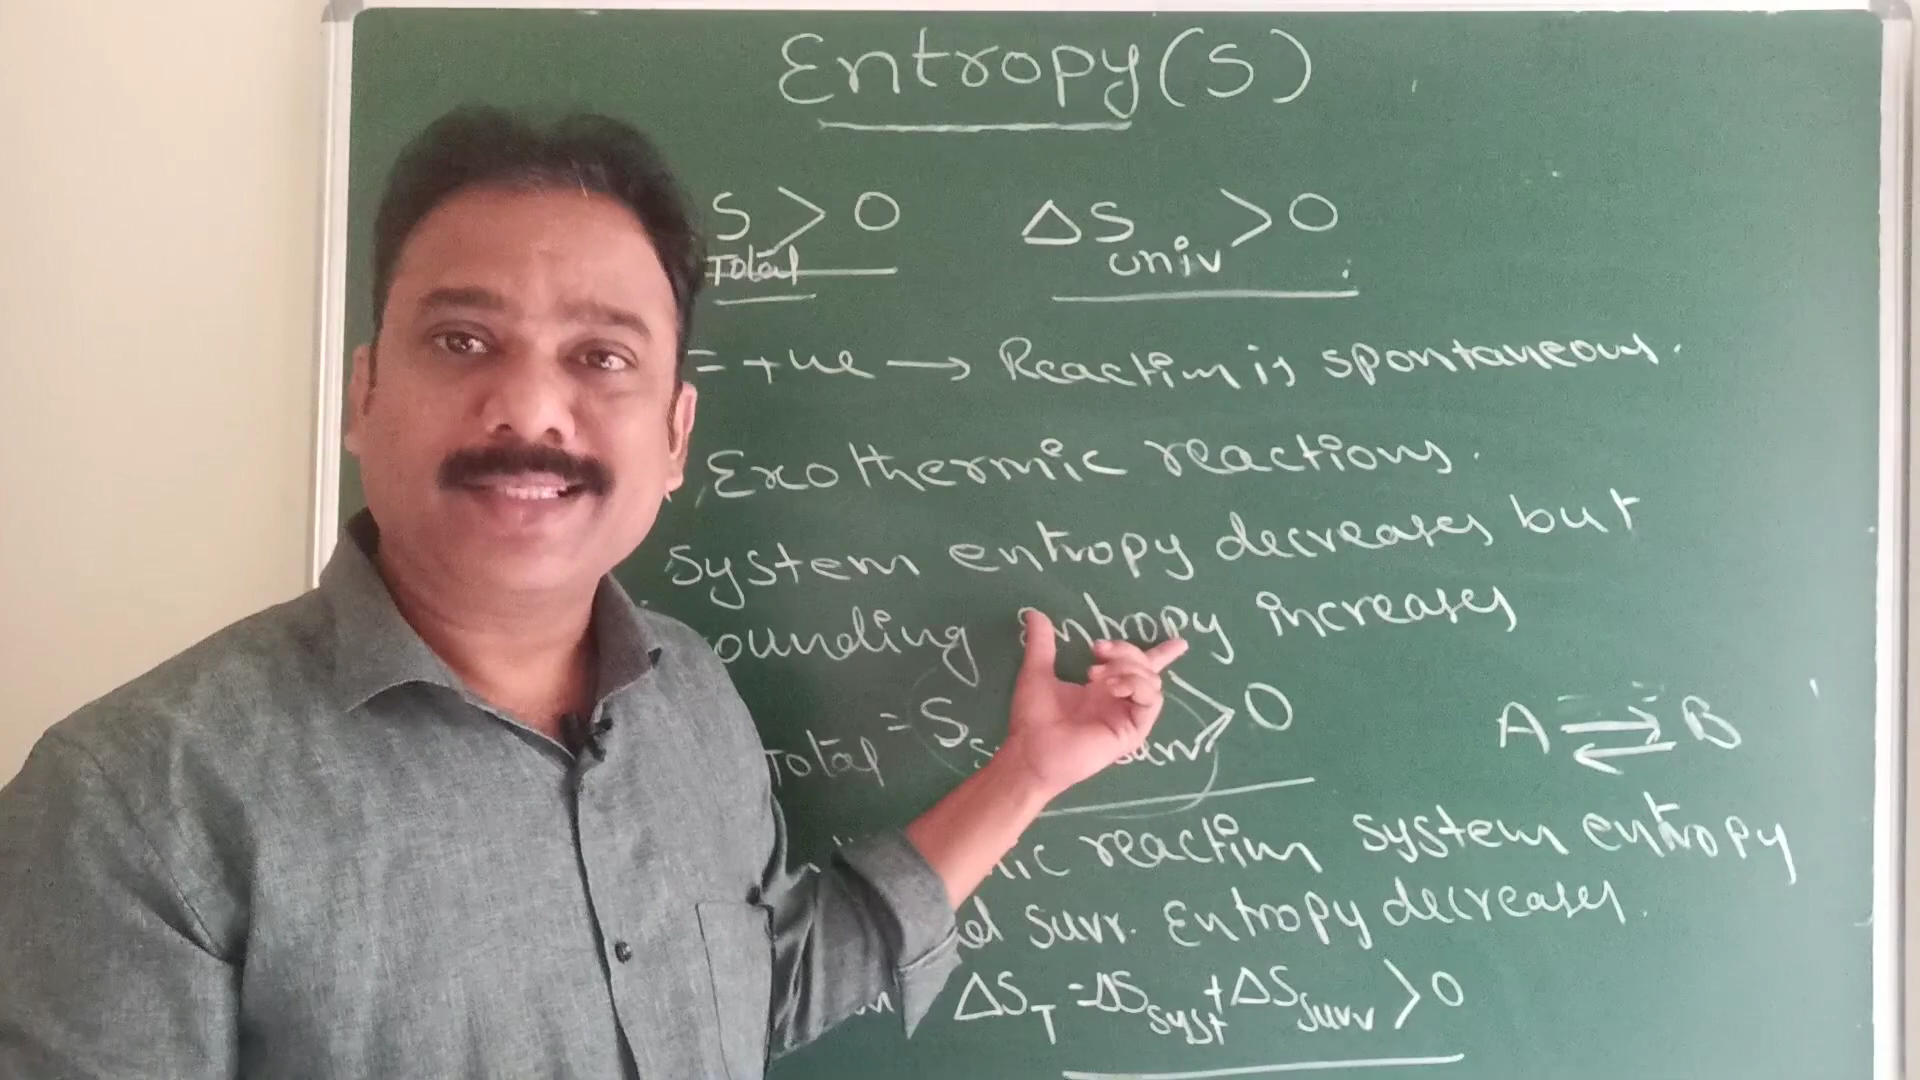 Entropy (S)
S Total > 0 ΔS univ > 0
= +ve → Reaction is spontaneous.
Exothermic reactions.
System entropy decreases but
ounding entropy increases
Total = S > 0 A ⇌ B
ic reaction system entropy
surr. Entropy decreases.
ΔS_T = ΔS_syst + ΔS_surr > 0